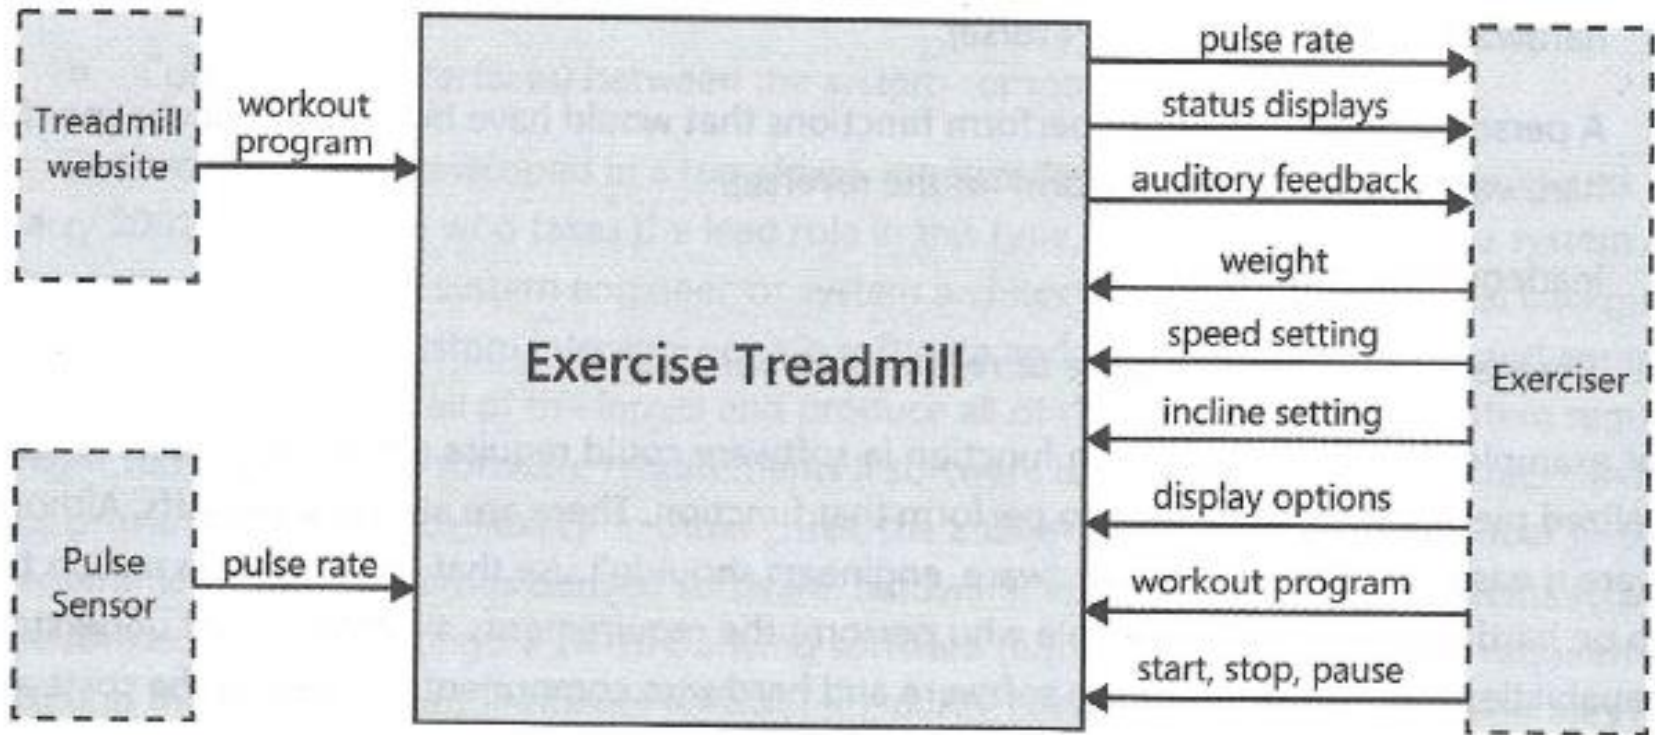 Treadmill
website
workout
program
Pulse
Sensor
pulse rate
Exercise Treadmill
pulse rate
status displays
auditory feedback
weight
speed setting
incline setting
display options
workout program
start, stop, pause
Exerciser